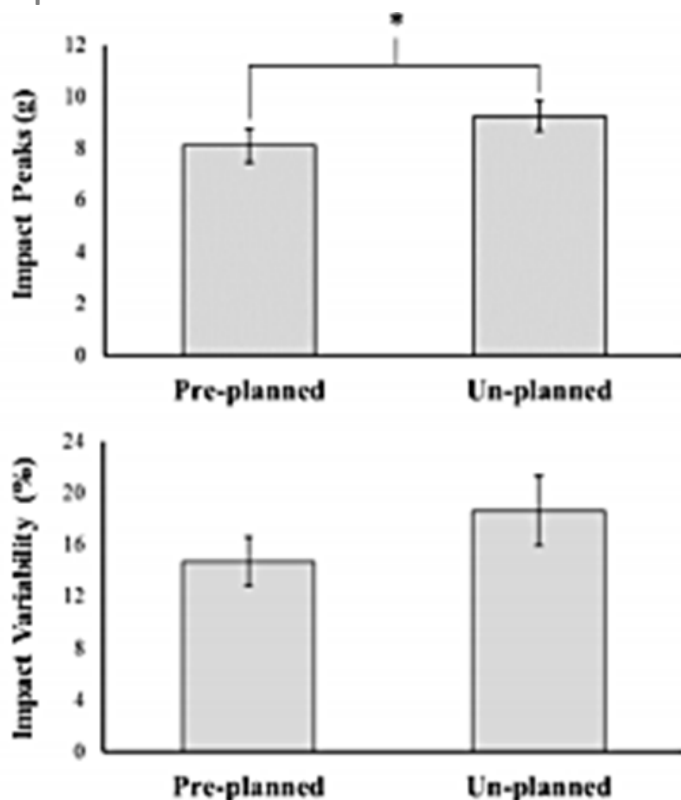 *
Impact Peaks (g)
12
10
8
6
4
2
0
Pre-planned
Un-planned
Impact Variability (%)
24
20
16
12
8
4
0
Pre-planned
Un-planned